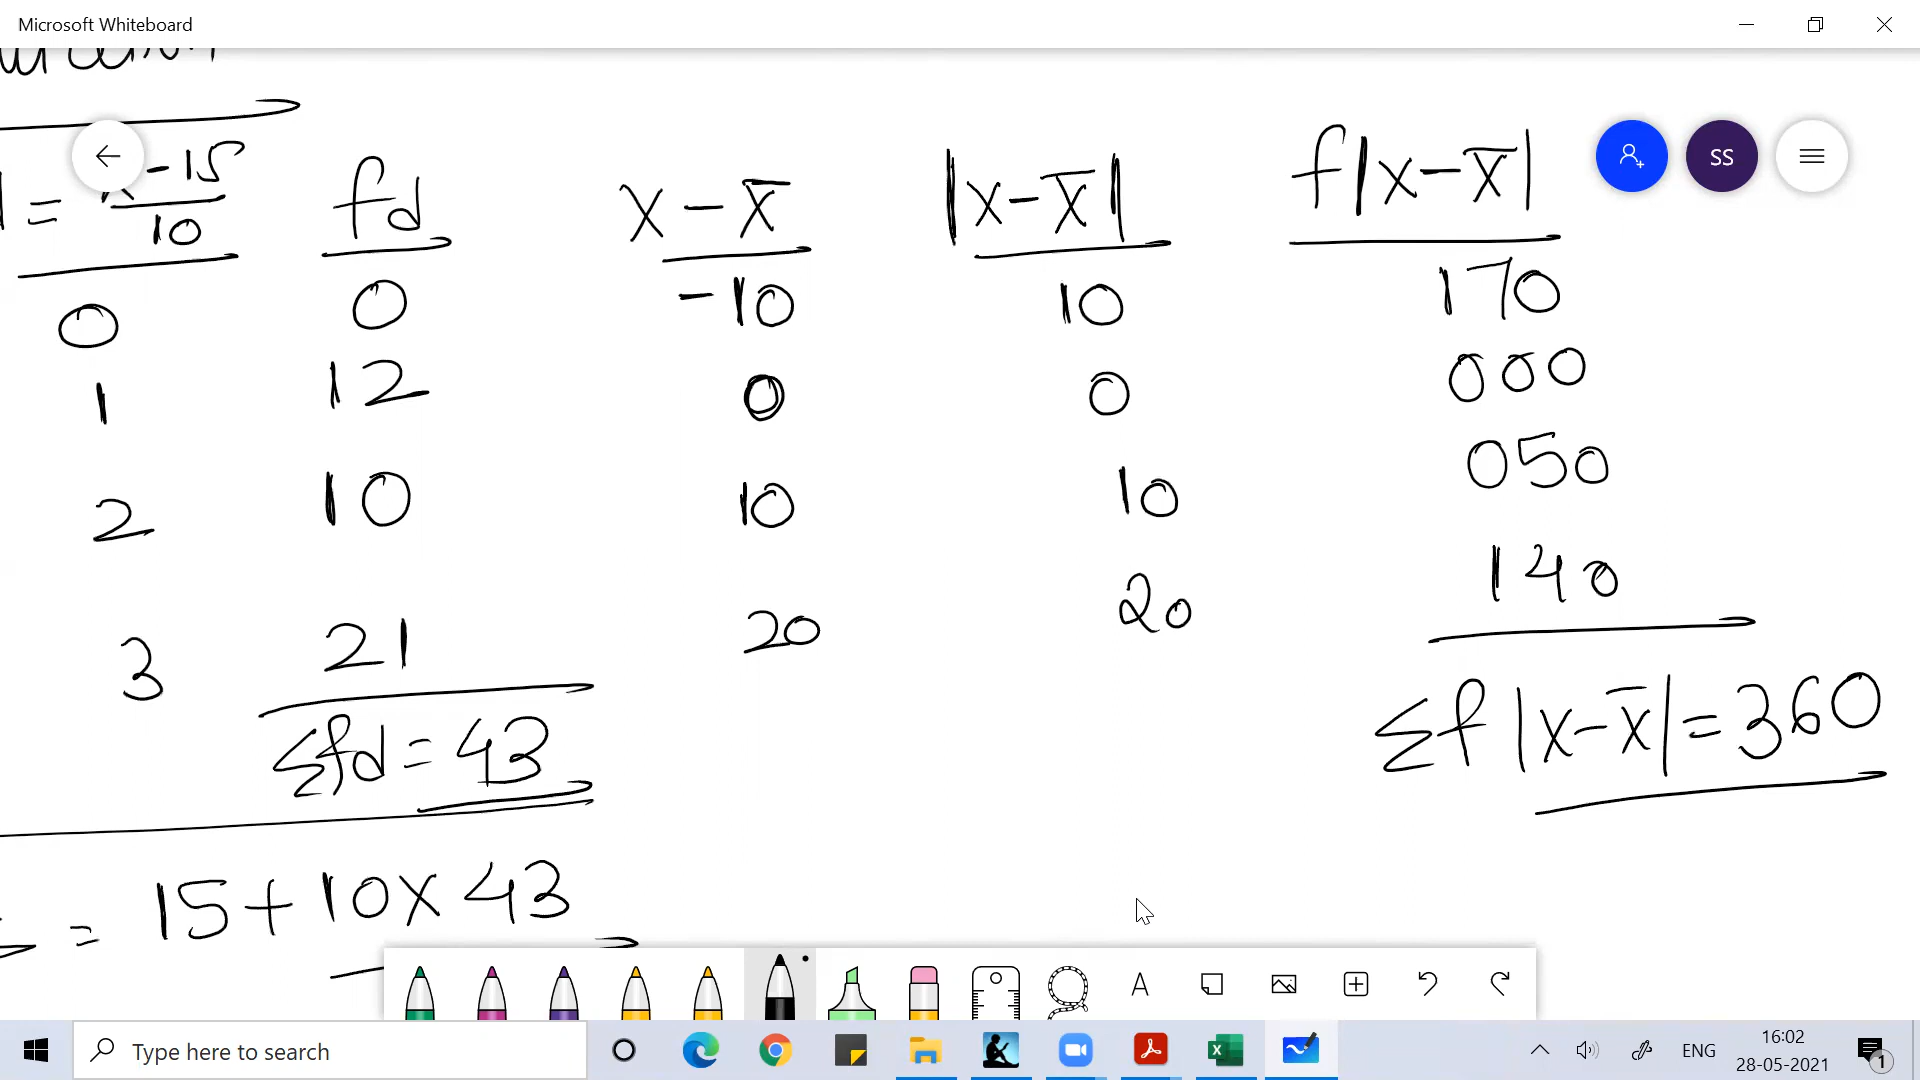 Microsoft Whiteboard
= -15 / 10 fd x - x̄ |x - x̄| f|x - x̄|
SS
0 0 -10 10 170
1 12 0 0 000
2 10 10 10 050
3 21 20 20 140
Σfd = 43 Σf |x - x̄| = 360
= 15 + 10 x 43
A
Type here to search
ENG
16:02
28-05-2021
1